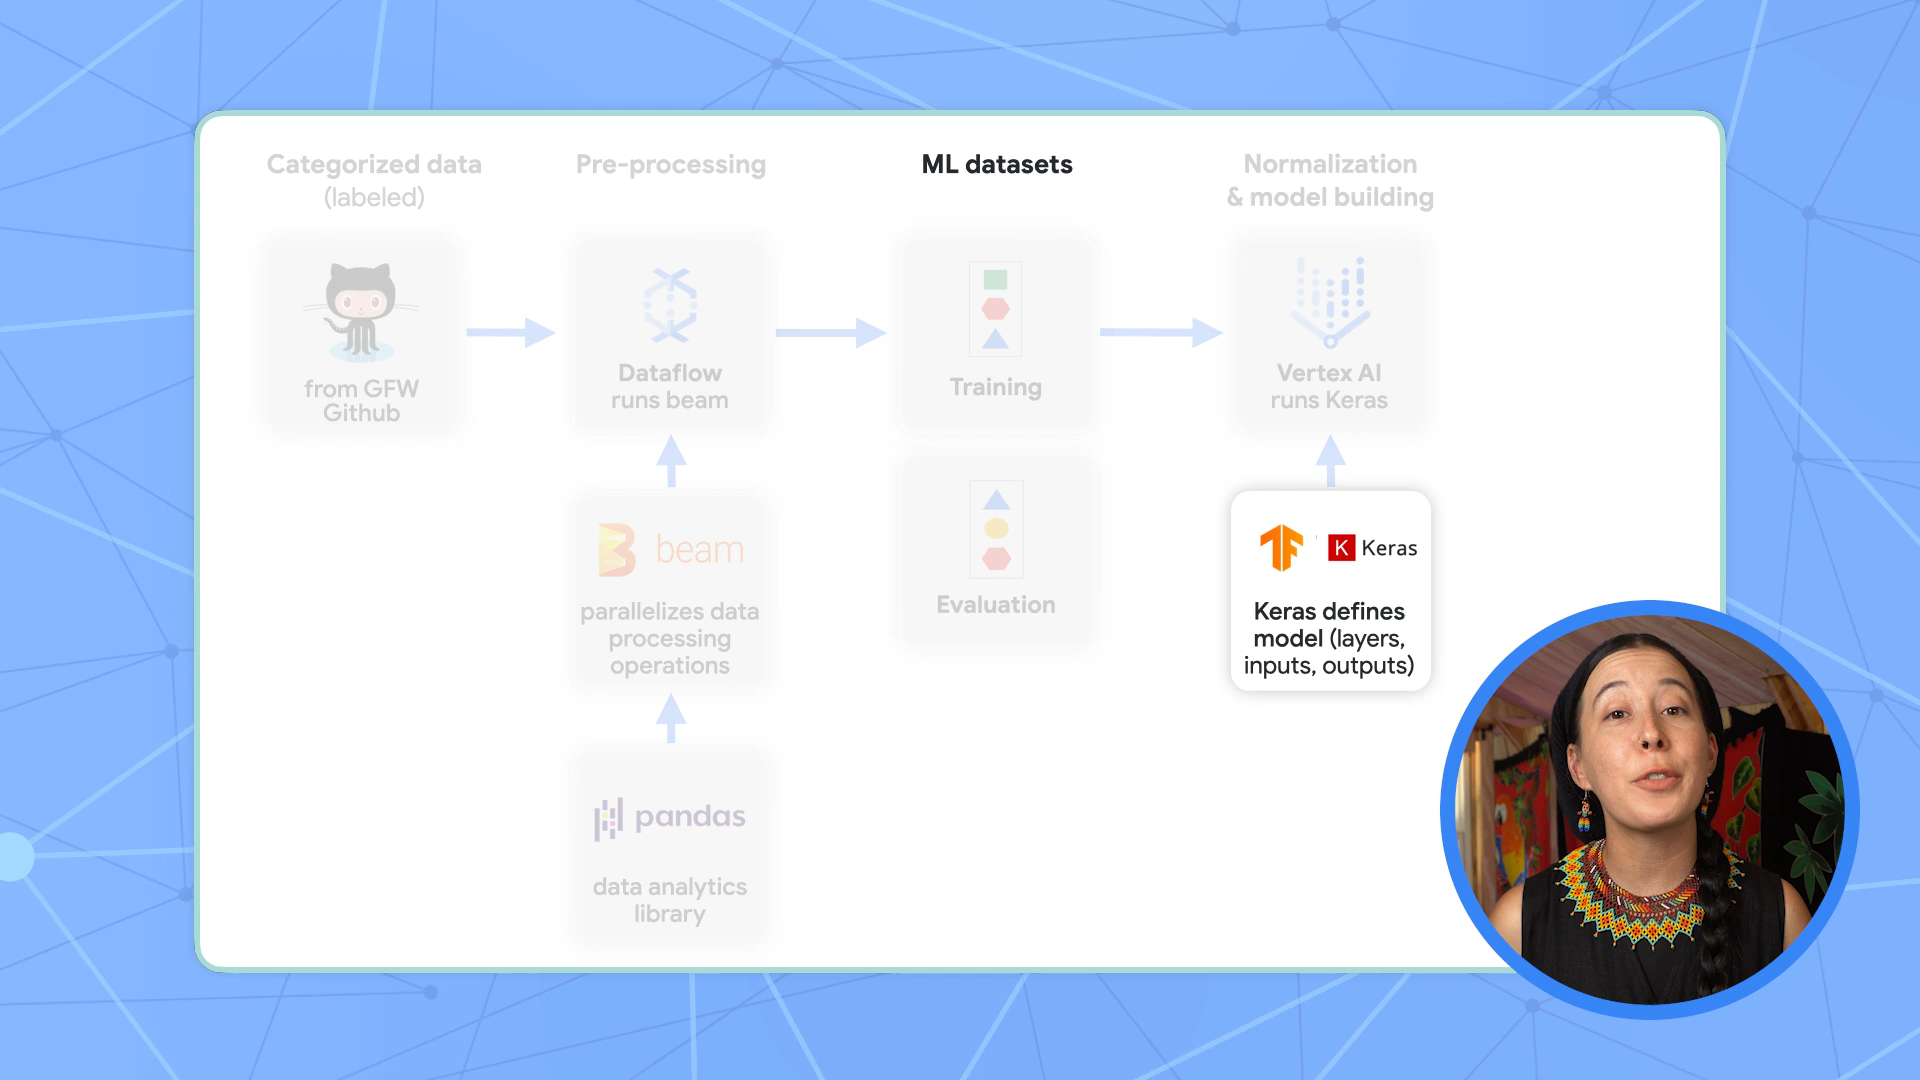 Categorized data
(labeled)
from GFW
Github
Pre-processing
Dataflow
runs beam
beam
parallelizes data
processing
operations
pandas
data analytics
library
ML datasets
Training
Evaluation
Normalization
& model building
Vertex AI
runs Keras
K Keras
Keras defines
model (layers,
inputs, outputs)